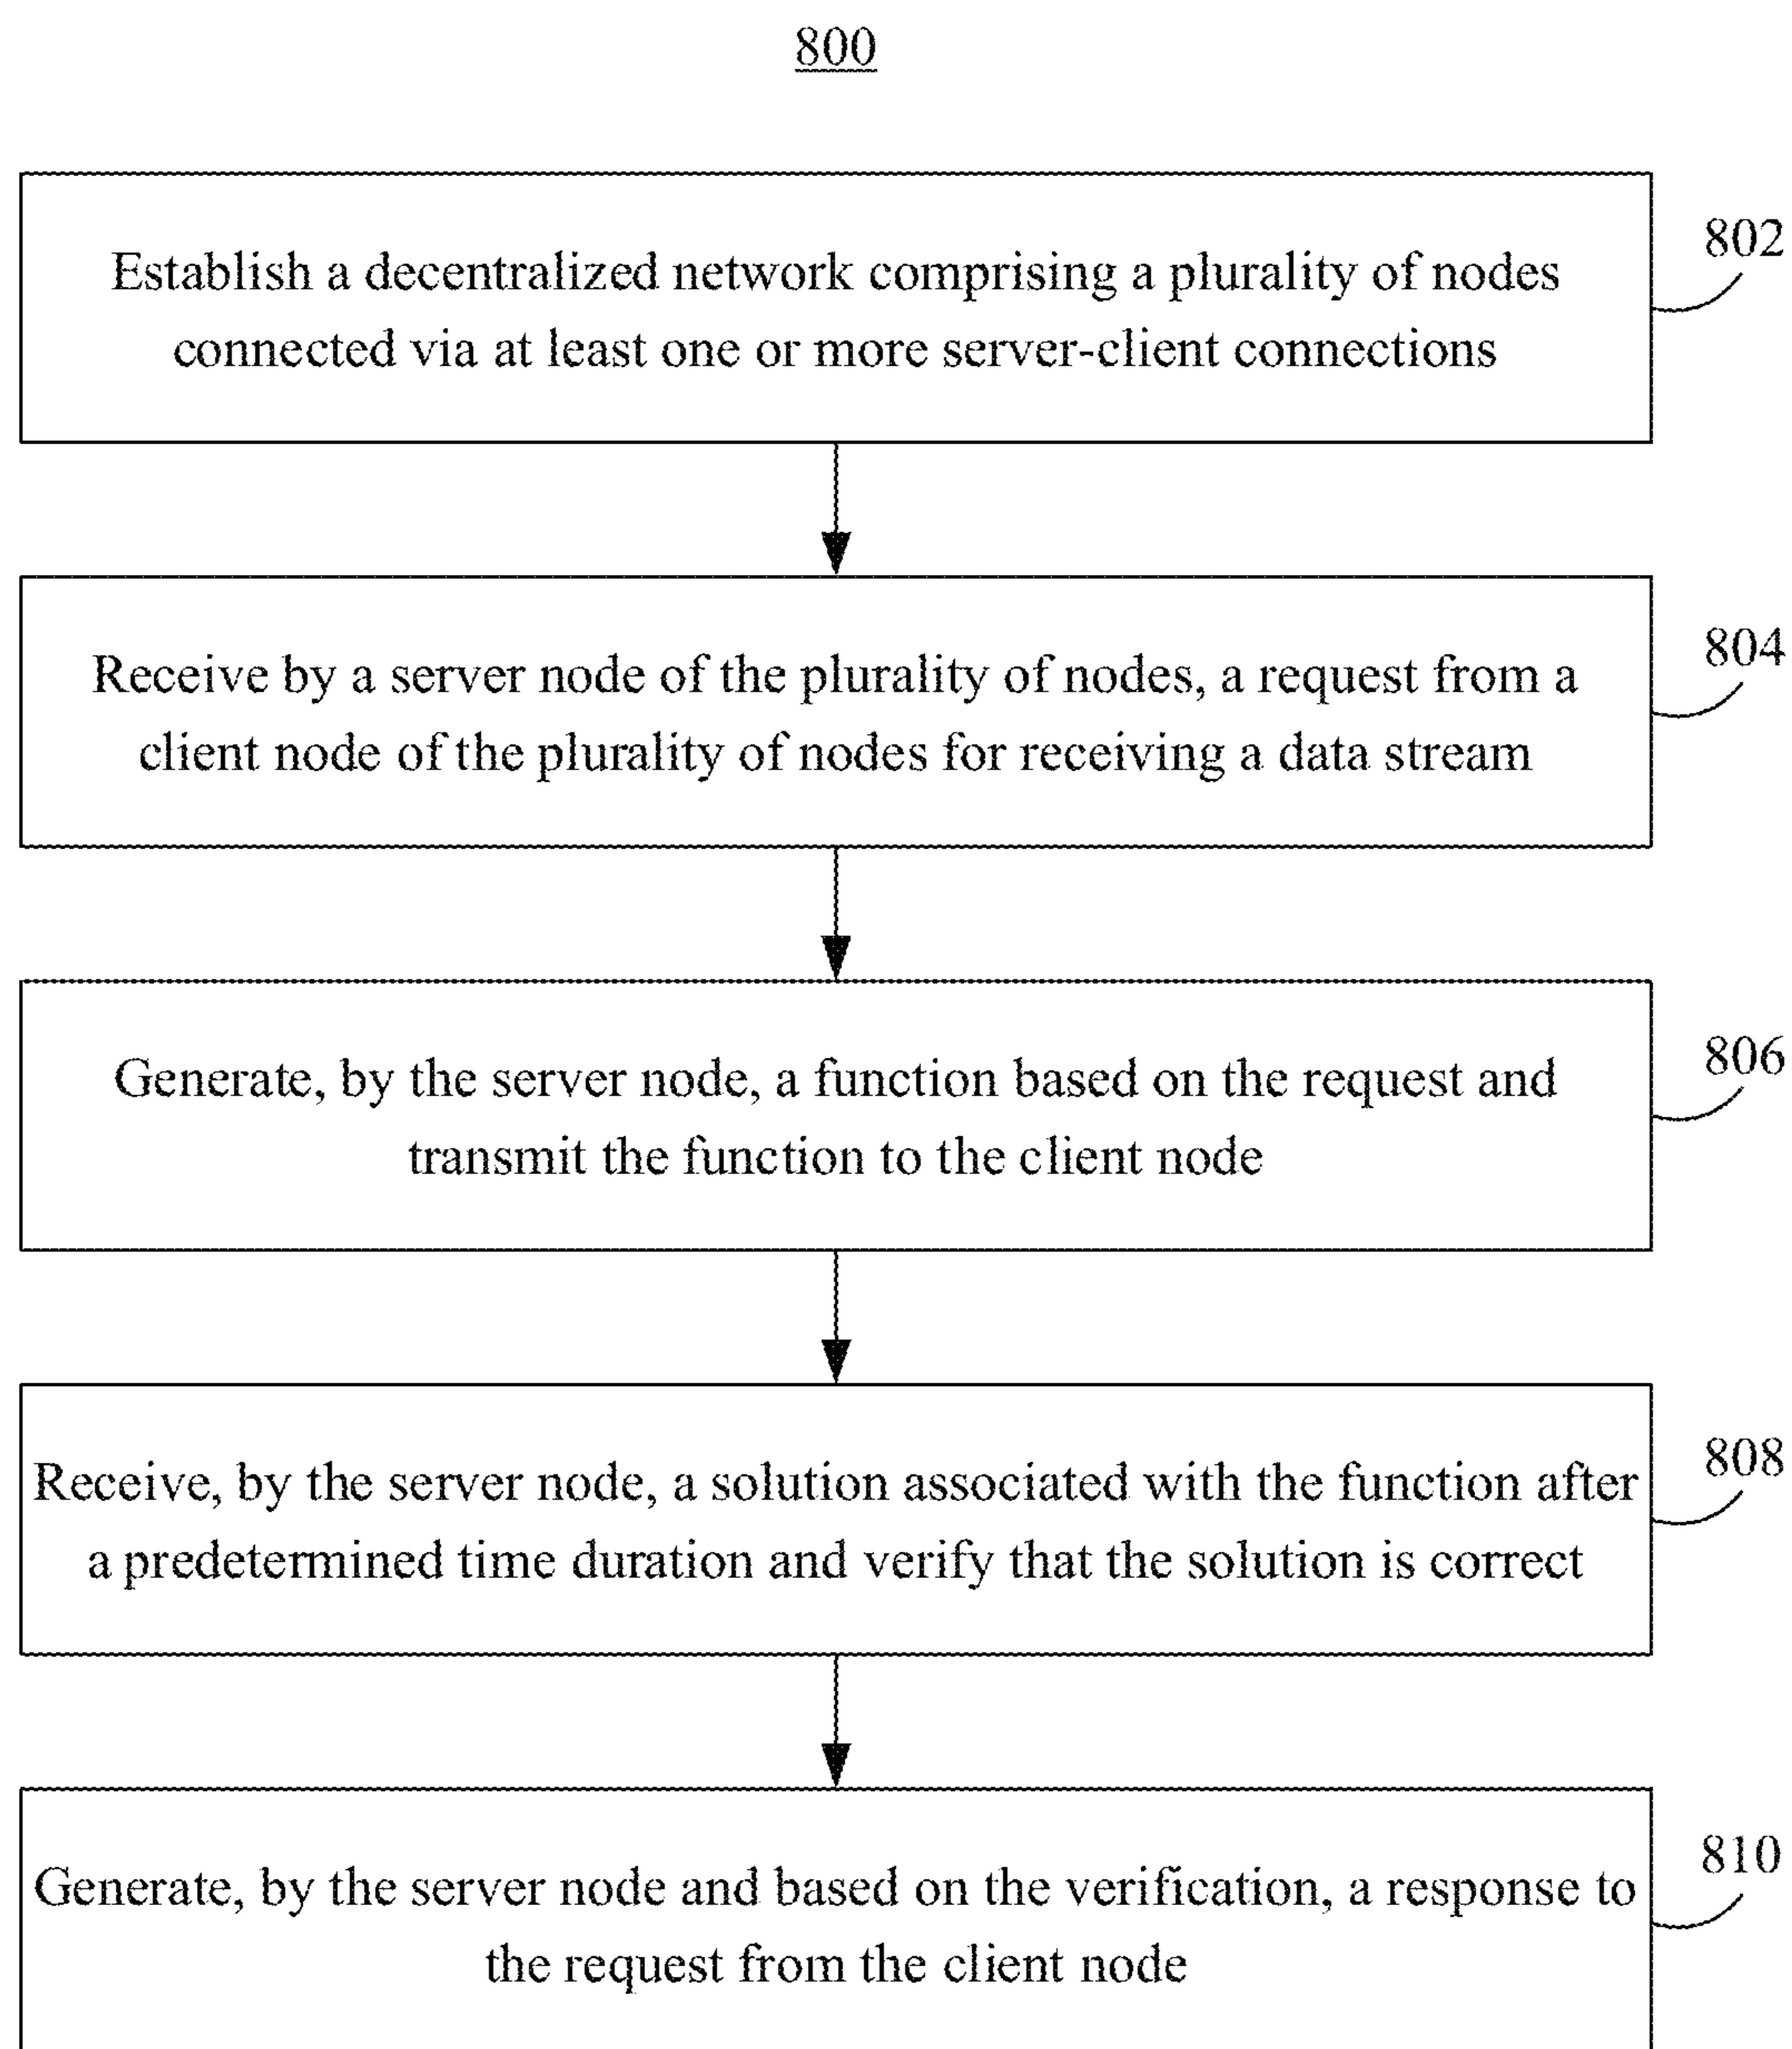 800
Establish a decentralized network comprising a plurality of nodes
connected via at least one or more server-client connections
802
Receive by a server node of the plurality of nodes, a request from a
client node of the plurality of nodes for receiving a data stream
804
Generate, by the server node, a function based on the request and
transmit the function to the client node
806
Receive, by the server node, a solution associated with the function after
a predetermined time duration and verify that the solution is correct
808
Generate, by the server node and based on the verification, a response to
the request from the client node
810